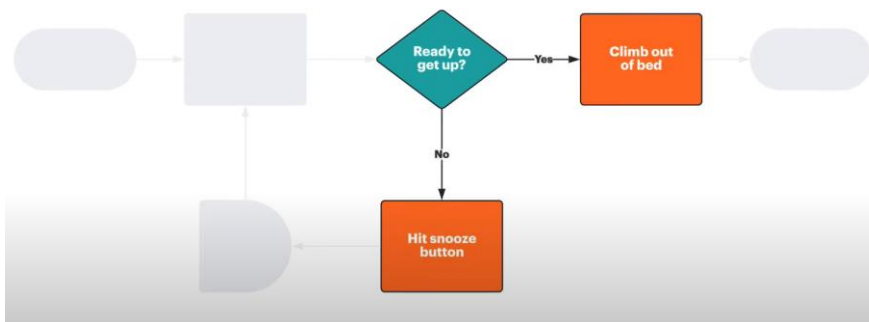 Ready to
get up?
Yes
Climb out
of bed
No
Hit snooze
button